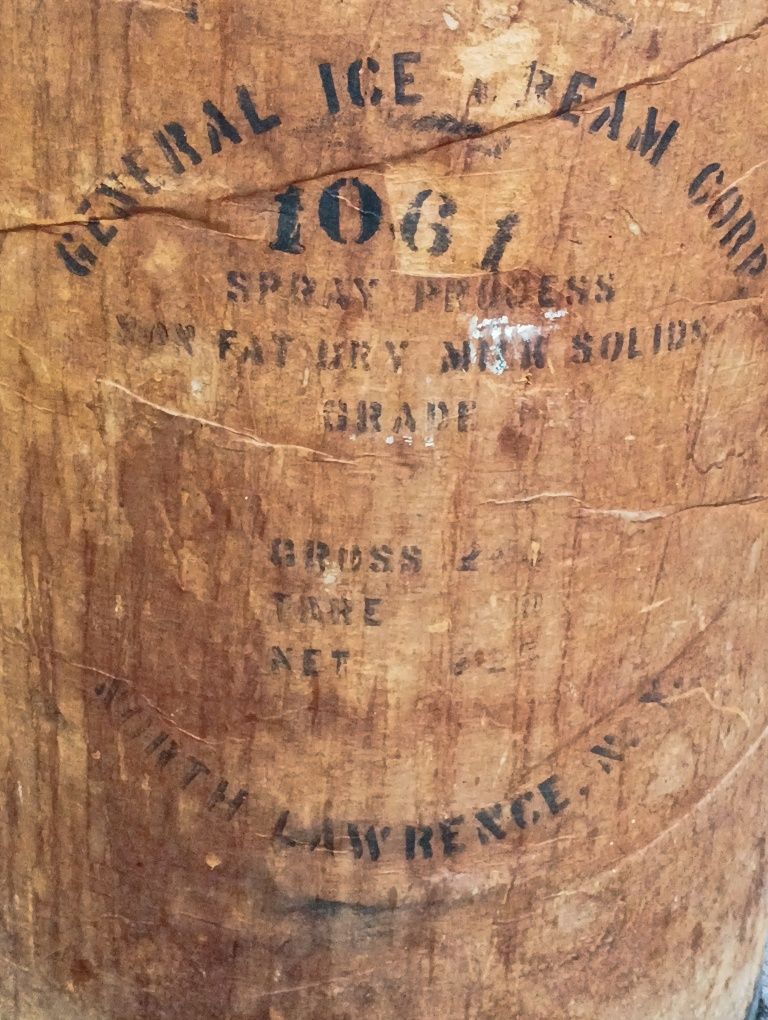 GENERAL ICE CREAM CORP.
1061
SPRAY PROCESS
NON FAT DRY MILK SOLIDS
GRADE
GROSS
TARE
NET
NORTH LAWRENCE, N. Y.